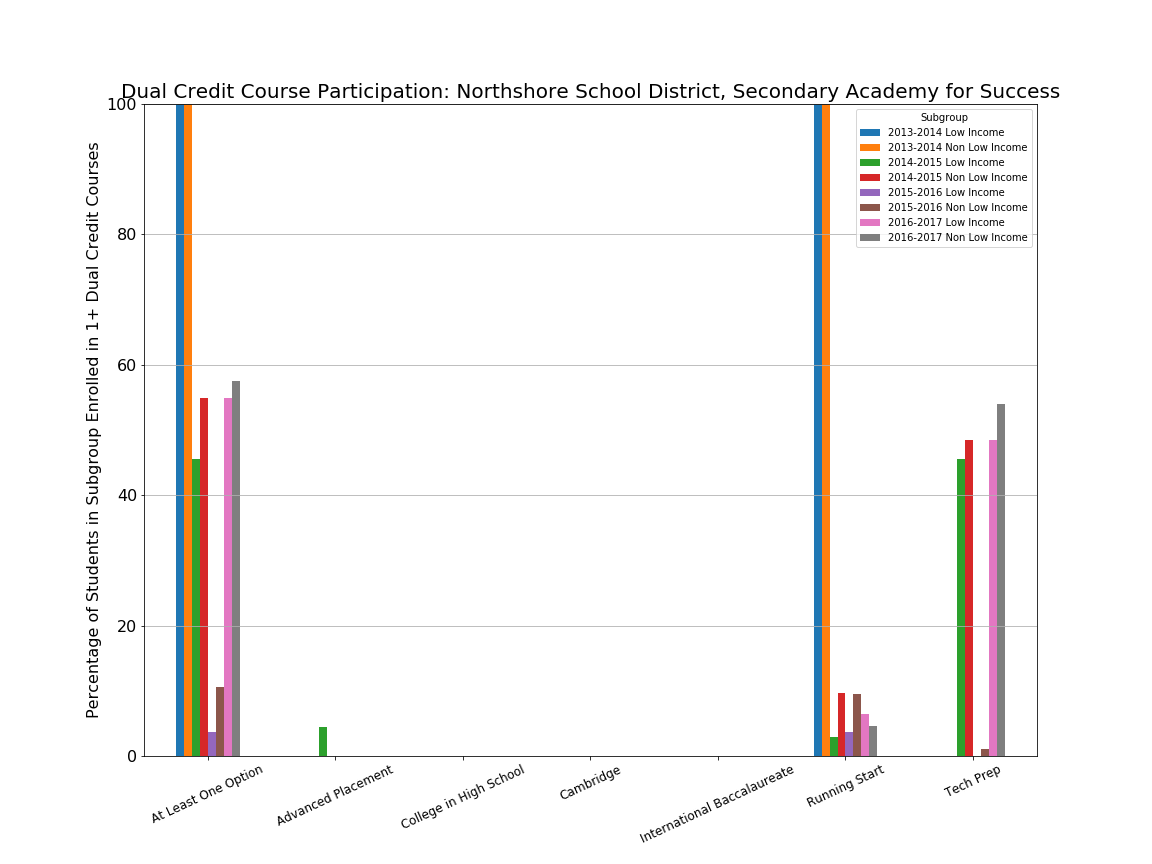 Dual Credit Course Participation: Northshore School District, Secondary Academy for Success
Percentage of Students in Subgroup Enrolled in 1+ Dual Credit Courses
100
80
60
40
20
0
Subgroup
2013-2014 Low Income
2013-2014 Non Low Income
2014-2015 Low Income
2014-2015 Non Low Income
2015-2016 Low Income
2015-2016 Non Low Income
2016-2017 Low Income
2016-2017 Non Low Income
At Least One Option
Advanced Placement
College in High School
Cambridge
International Baccalaureate
Running Start
Tech Prep